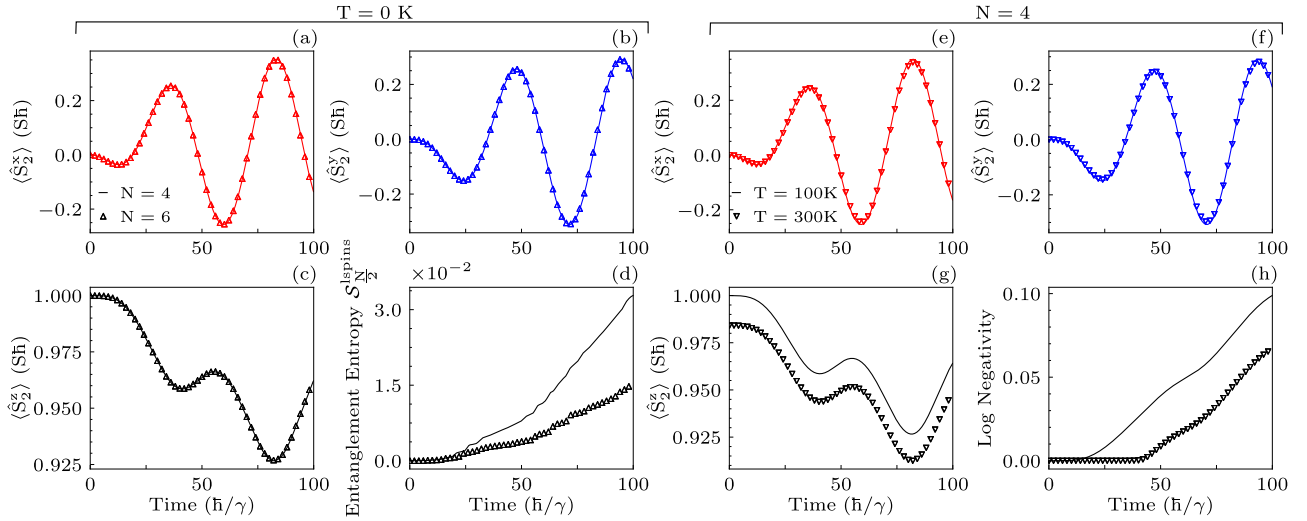 T = 0 K
N = 4
(a)
(b)
(e)
(f)
⟨Ŝ₂ˣ⟩ (Sħ)
0.2
0.0
−0.2
− N = 4
▵ N = 6
0 50 100
Time (ħ/γ)
⟨Ŝ₂ʸ⟩ (Sħ)
0.2
0.0
−0.2
0 50 100
Time (ħ/γ)
⟨Ŝ₂ˣ⟩ (Sħ)
0.2
0.0
−0.2
− T = 100K
▿ T = 300K
0 50 100
Time (ħ/γ)
⟨Ŝ₂ʸ⟩ (Sħ)
0.2
0.0
−0.2
0 50 100
Time (ħ/γ)
(c)
(d)
(g)
(h)
⟨Ŝ₂ᶻ⟩ (Sħ)
1.000
0.975
0.950
0.925
0 50 100
Time (ħ/γ)
Entanglement Entropy 𝒮_{N/2}^{lspins}
×10⁻²
3.0
1.5
0.0
0 50 100
Time (ħ/γ)
⟨Ŝ₂ᶻ⟩ (Sħ)
1.000
0.975
0.950
0.925
0 50 100
Time (ħ/γ)
Log Negativity
0.10
0.05
0.00
0 50 100
Time (ħ/γ)